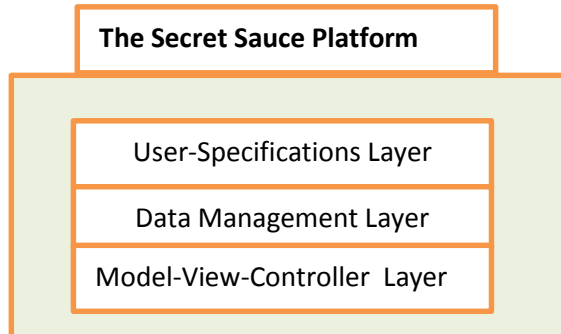 The Secret Sauce Platform
User-Specifications Layer
Data Management Layer
Model-View-Controller Layer